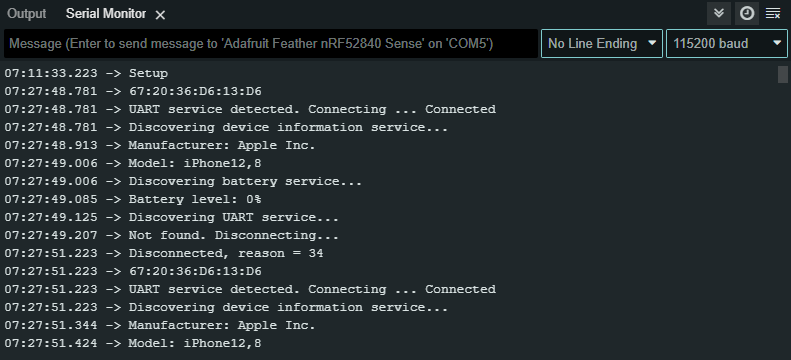 Output Serial Monitor
Message (Enter to send message to 'Adafruit Feather nRF52840 Sense' on 'COM5') No Line Ending 115200 baud
07:11:33.223 -> Setup
07:27:48.781 -> 67:20:36:D6:13:D6
07:27:48.781 -> UART service detected. Connecting ... Connected
07:27:48.781 -> Discovering device information service...
07:27:48.913 -> Manufacturer: Apple Inc.
07:27:49.006 -> Model: iPhone12,8
07:27:49.006 -> Discovering battery service...
07:27:49.085 -> Battery level: 0%
07:27:49.125 -> Discovering UART service...
07:27:49.207 -> Not found. Disconnecting...
07:27:51.223 -> Disconnected, reason = 34
07:27:51.223 -> 67:20:36:D6:13:D6
07:27:51.223 -> UART service detected. Connecting ... Connected
07:27:51.223 -> Discovering device information service...
07:27:51.344 -> Manufacturer: Apple Inc.
07:27:51.424 -> Model: iPhone12,8